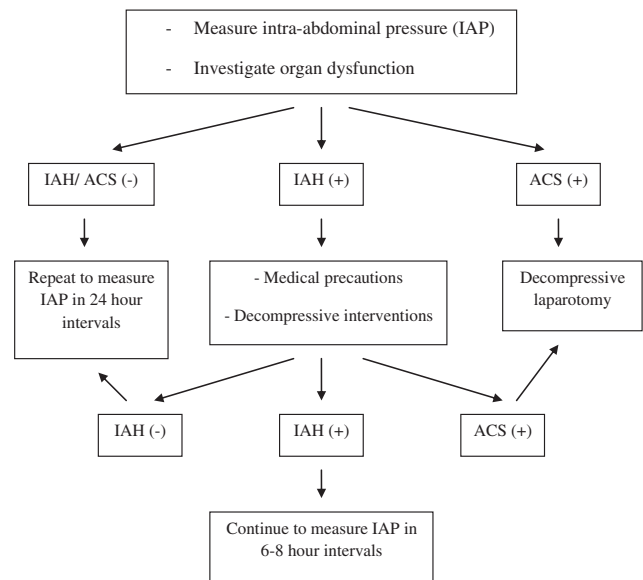 - Measure intra-abdominal pressure (IAP)
- Investigate organ dysfunction
IAH/ ACS (-)
IAH (+)
ACS (+)
Repeat to measure
IAP in 24 hour
intervals
- Medical precautions
- Decompressive interventions
Decompressive
laparotomy
IAH (-)
IAH (+)
ACS (+)
Continue to measure IAP in
6-8 hour intervals